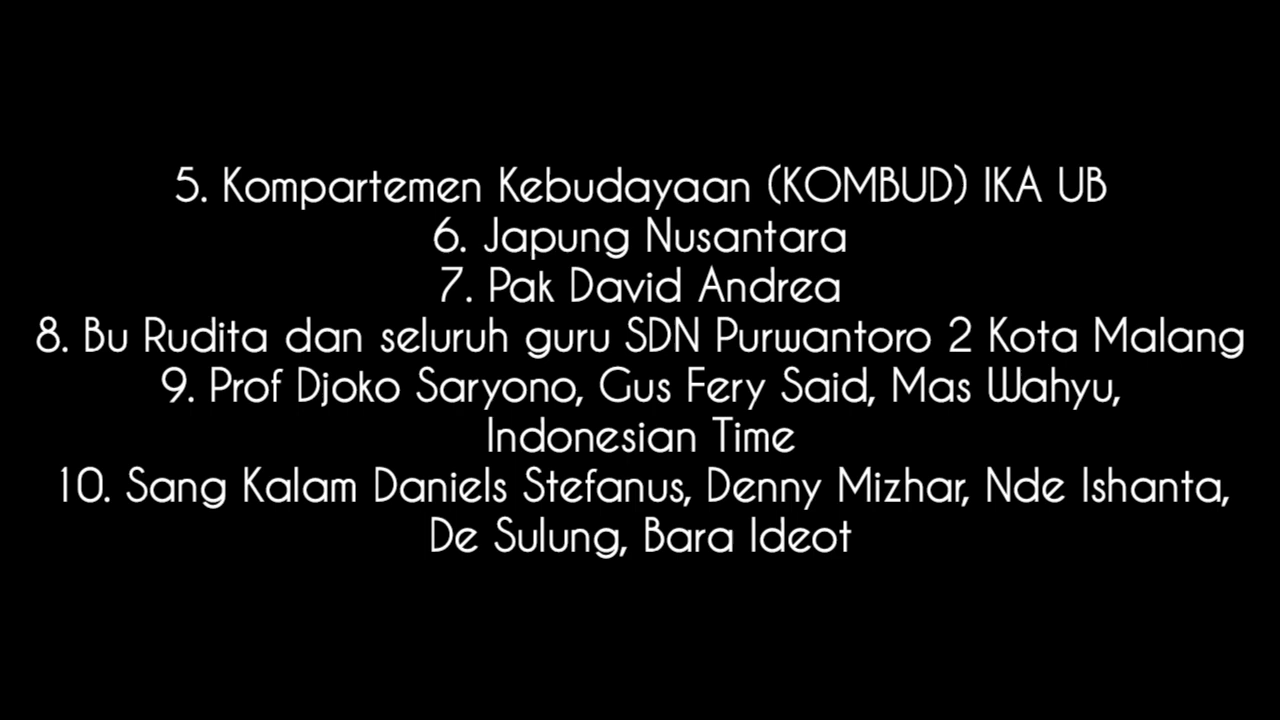 5. Kompartemen Kebudayaan (KOMBUD) IKA UB
6. Japung Nusantara
7. Pak David Andrea
8. Bu Rudita dan seluruh guru SDN Purwantoro 2 Kota Malang
9. Prof Djoko Saryono, Gus Fery Said, Mas Wahyu,
Indonesian Time
10. Sang Kalam Daniels Stefanus, Denny Mizhar, Nde Ishanta,
De Sulung, Bara Ideot